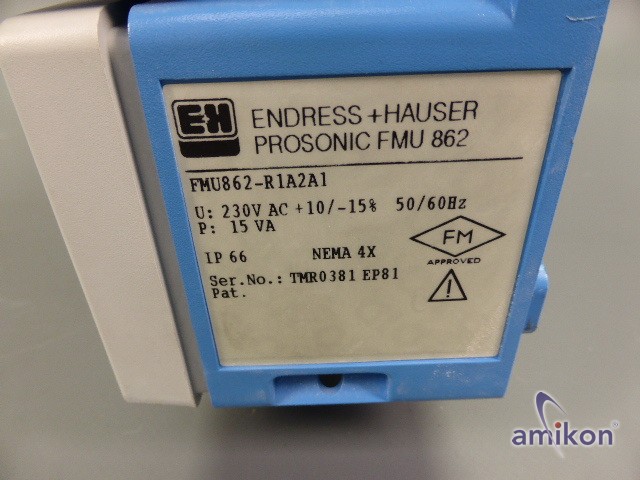 E+H
ENDRESS +HAUSER
PROSONIC FMU 862
FMU862-R1A2A1
U: 230V AC +10/-15% 50/60Hz
P: 15 VA
IP 66 NEMA 4X
FM
APPROVED
Ser.No.: TMR0381 EP81
Pat.
amikon